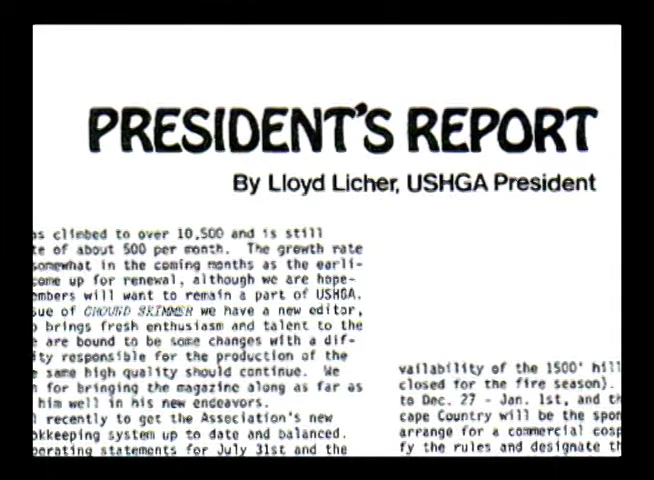 PRESIDENT'S REPORT
By Lloyd Licher, USHGA President
as climbed to over 10,500 and is still
te of about 500 per month. The growth rate
somewhat in the coming months as the earli-
come up for renewal, although we are hope-
embers will want to remain a part of USHGA.
sue of GROUND SKIMMER we have a new editor,
o brings fresh enthusiasm and talent to the
e are bound to be some changes with a dif-
ity responsible for the production of the
e same high quality should continue. We
for bringing the magazine along as far as
him well in his new endeavors.
recently to get the Association's new
okkeeping system up to date and balanced.
perating statements for July 31st and the
vailability of the 1500' hill
closed for the fire season).
to Dec. 27 - Jan. 1st, and th
cape Country will be the spon
arrange for a commercial cosp
fy the rules and designate th